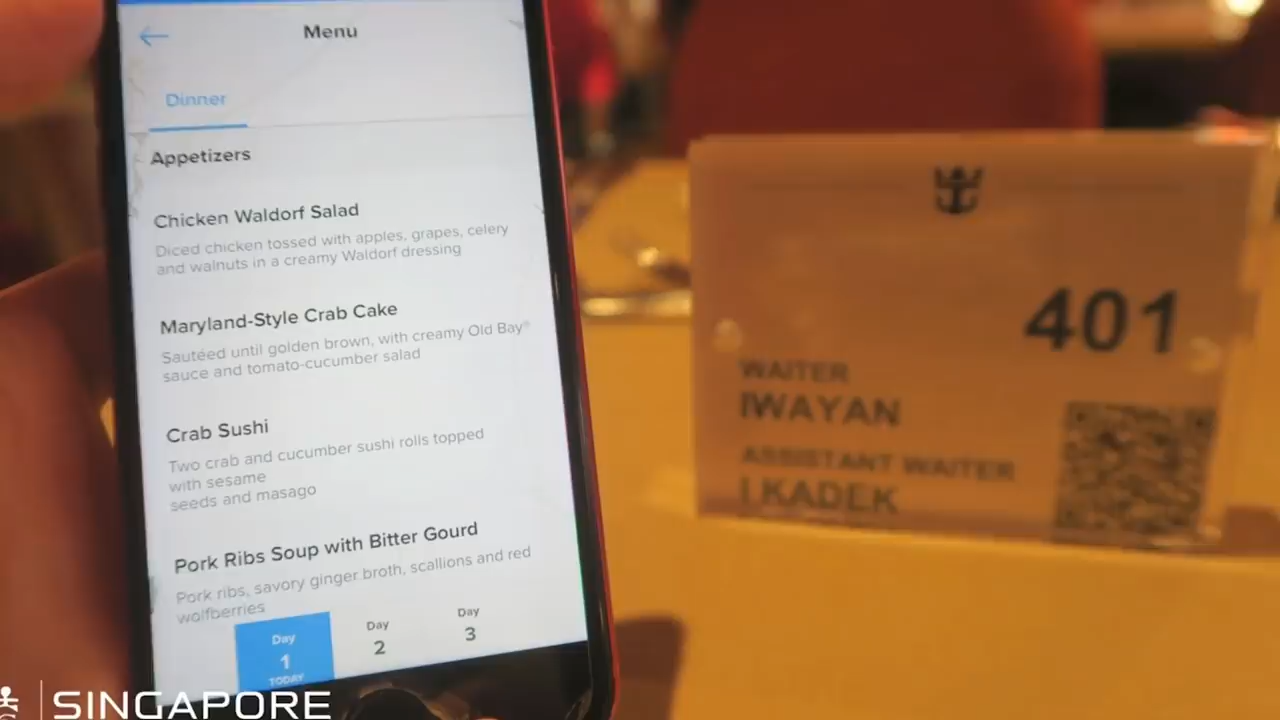 Menu
Dinner
Appetizers
Chicken Waldorf Salad
Diced chicken tossed with apples, grapes, celery
and walnuts in a creamy Waldorf dressing
Maryland-Style Crab Cake
Sautéed until golden brown, with creamy Old Bay®
sauce and tomato-cucumber salad
Crab Sushi
Two crab and cucumber sushi rolls topped
with sesame
seeds and masago
Pork Ribs Soup with Bitter Gourd
Pork ribs, savory ginger broth, scallions and red
wolfberries
Day
1
TODAY
Day
2
Day
3
401
WAITER
IWAYAN
ASSISTANT WAITER
I KADEK
SINGAPORE